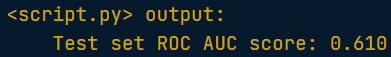 <script.py> output:
Test set ROC AUC score: 0.610